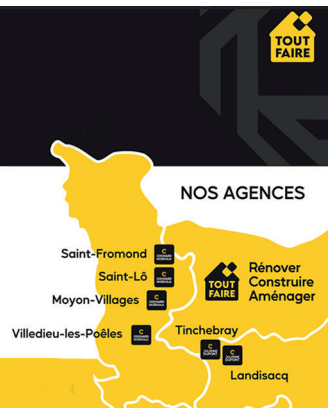 TOUT
FAIRE
NOS AGENCES
Saint-Fromond
Saint-Lô
Moyon-Villages
Villedieu-les-Poêles
TOUT
FAIRE
Rénover
Construire
Aménager
Tinchebray
Landisacq